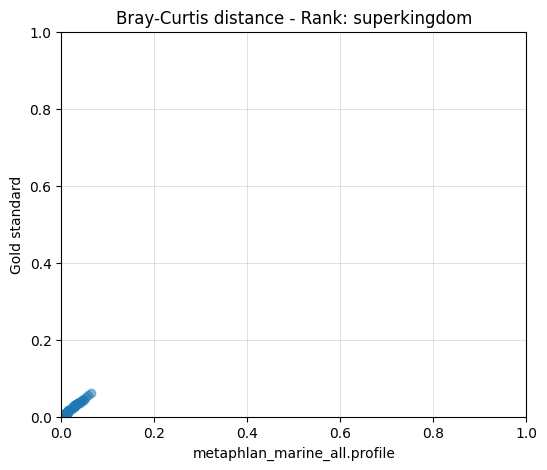 Bray-Curtis distance - Rank: superkingdom
1.0
0.8
0.6
0.4
0.2
0.0
Gold standard
0.0 0.2 0.4 0.6 0.8 1.0
metaphlan_marine_all.profile